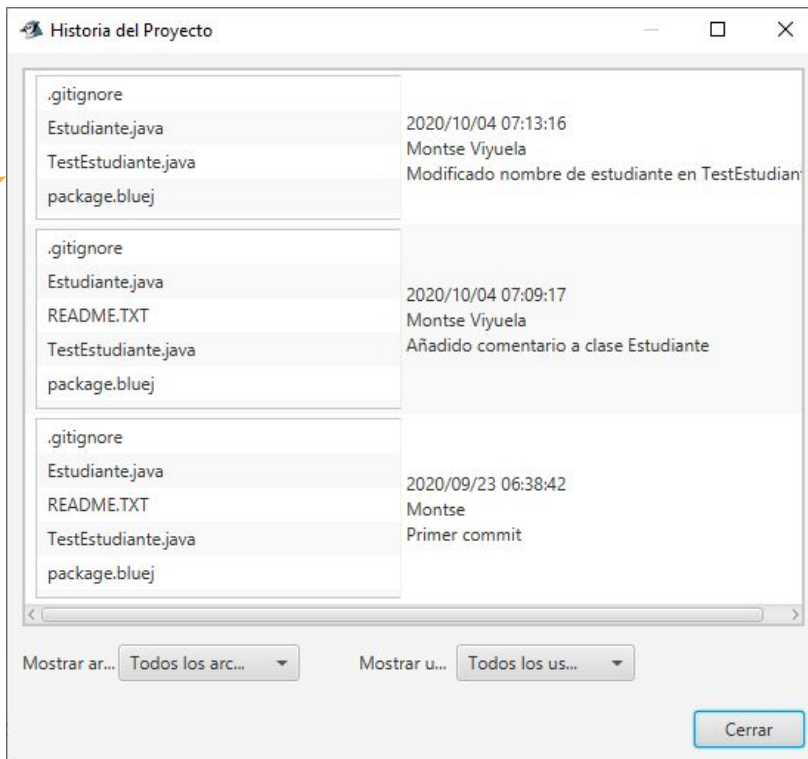 Historia del Proyecto
.gitignore
Estudiante.java
TestEstudiante.java
package.bluej
2020/10/04 07:13:16
Montse Viyuela
Modificado nombre de estudiante en TestEstudian
.gitignore
Estudiante.java
README.TXT
TestEstudiante.java
package.bluej
2020/10/04 07:09:17
Montse Viyuela
Añadido comentario a clase Estudiante
.gitignore
Estudiante.java
README.TXT
TestEstudiante.java
package.bluej
2020/09/23 06:38:42
Montse
Primer commit
Mostrar ar... Todos los arc... Mostrar u... Todos los us...
Cerrar